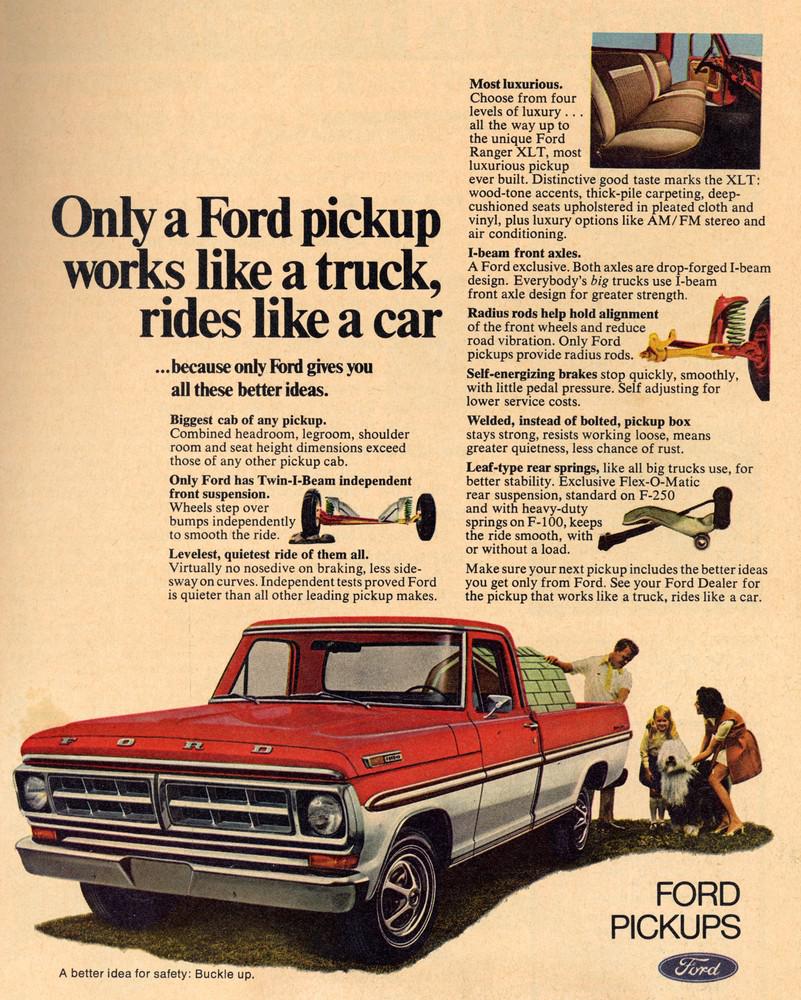 Only a Ford pickup
works like a truck,
rides like a car
...because only Ford gives you
all these better ideas.
Biggest cab of any pickup.
Combined headroom, legroom, shoulder
room and seat height dimensions exceed
those of any other pickup cab.
Only Ford has Twin-I-Beam independent
front suspension.
Wheels step over
bumps independently
to smooth the ride.
Levelest, quietest ride of them all.
Virtually no nosedive on braking, less side-
sway on curves. Independent tests proved Ford
is quieter than all other leading pickup makes.
Most luxurious.
Choose from four
levels of luxury . . .
all the way up to
the unique Ford
Ranger XLT, most
luxurious pickup
ever built. Distinctive good taste marks the XLT:
wood-tone accents, thick-pile carpeting, deep-
cushioned seats upholstered in pleated cloth and
vinyl, plus luxury options like AM/FM stereo and
air conditioning.
I-beam front axles.
A Ford exclusive. Both axles are drop-forged I-beam
design. Everybody's big trucks use I-beam
front axle design for greater strength.
Radius rods help hold alignment
of the front wheels and reduce
road vibration. Only Ford
pickups provide radius rods.
Self-energizing brakes stop quickly, smoothly,
with little pedal pressure. Self adjusting for
lower service costs.
Welded, instead of bolted, pickup box
stays strong, resists working loose, means
greater quietness, less chance of rust.
Leaf-type rear springs, like all big trucks use, for
better stability. Exclusive Flex-O-Matic
rear suspension, standard on F-250
and with heavy-duty
springs on F-100, keeps
the ride smooth, with
or without a load.
Make sure your next pickup includes the better ideas
you get only from Ford. See your Ford Dealer for
the pickup that works like a truck, rides like a car.
FORD
FORD
PICKUPS
Ford
A better idea for safety: Buckle up.